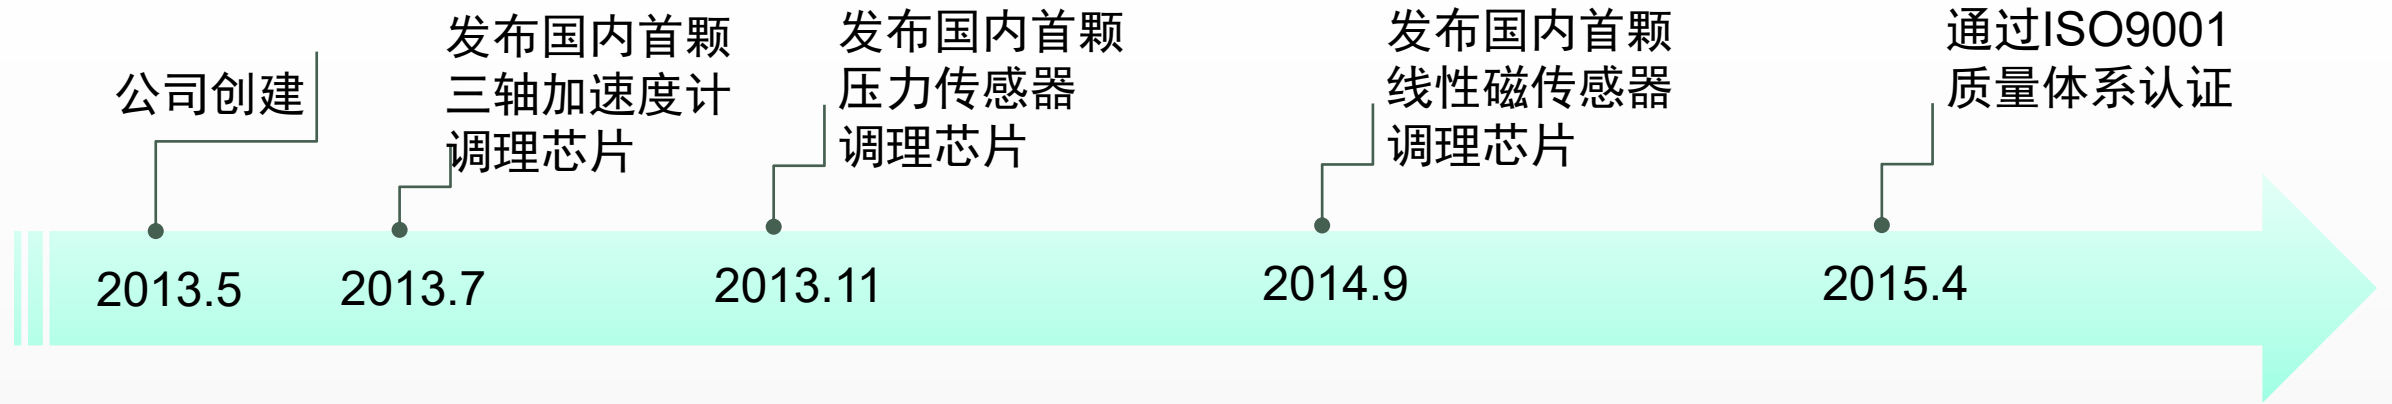 公司创建
发布国内首颗
三轴加速度计
调理芯片
发布国内首颗
压力传感器
调理芯片
发布国内首颗
线性磁传感器
调理芯片
通过ISO9001
质量体系认证
2013.5
2013.7
2013.11
2014.9
2015.4